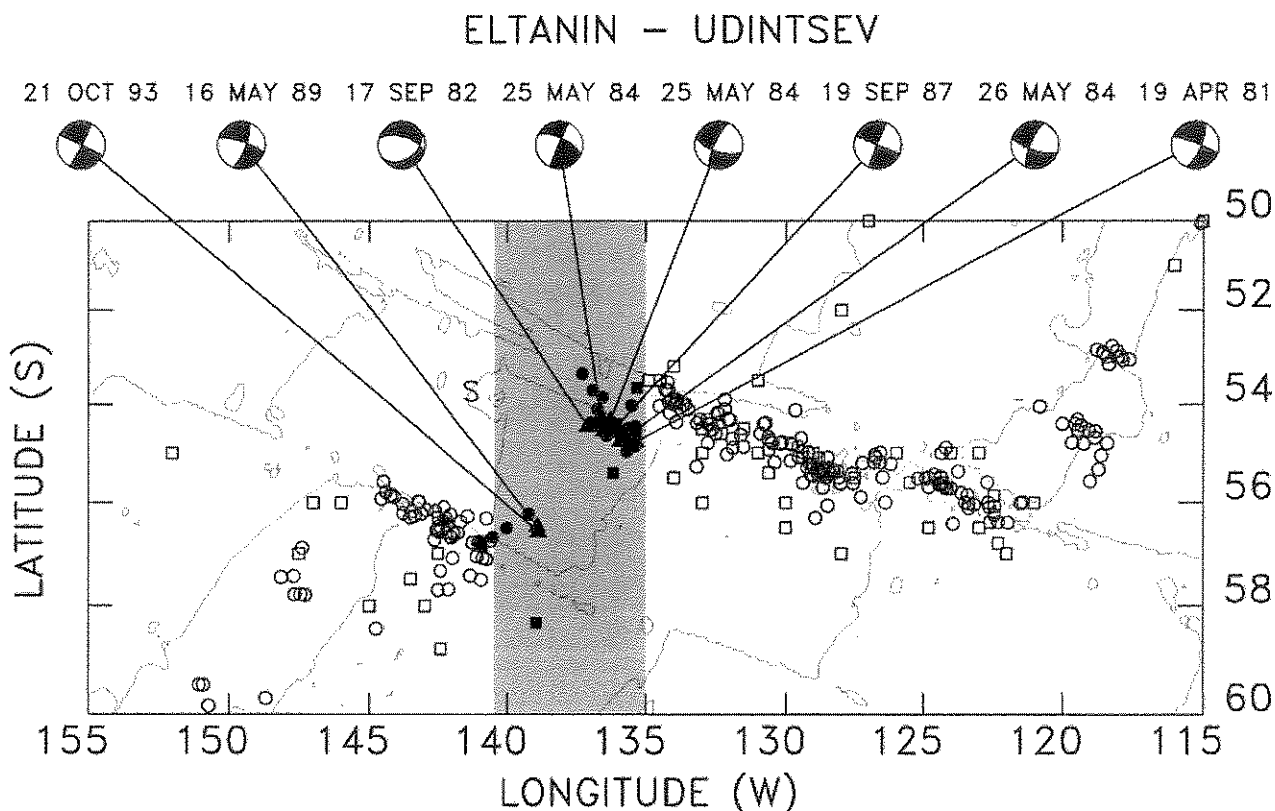 ELTANIN – UDINTSEV
21 OCT 93 16 MAY 89 17 SEP 82 25 MAY 84 25 MAY 84 19 SEP 87 26 MAY 84 19 APR 81
50
52
S
54
56
58
60
LATITUDE (S)
155 150 145 140 135 130 125 120 115
LONGITUDE (W)